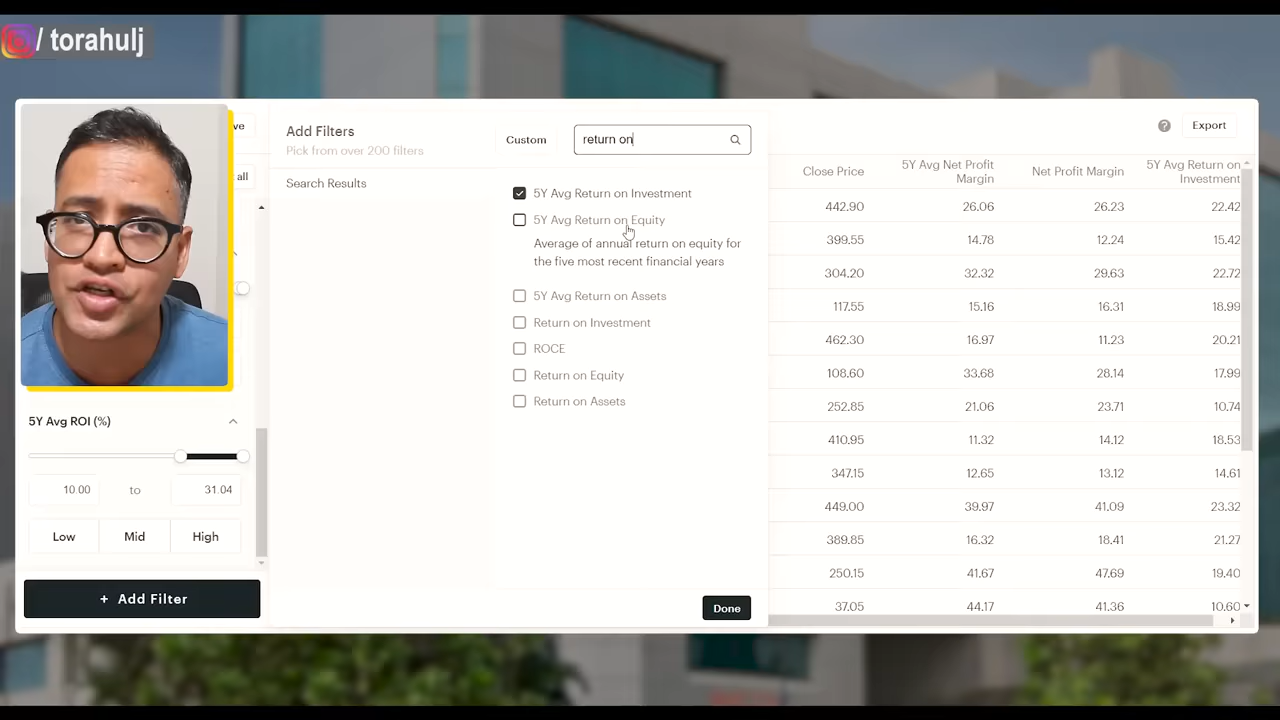 / torahulj
ve
all
5Y Avg ROI (%)
10.00 to 31.04
Low Mid High
+ Add Filter
Add Filters
Pick from over 200 filters
Custom
return on
Search Results
5Y Avg Return on Investment
5Y Avg Return on Equity
Average of annual return on equity for
the five most recent financial years
5Y Avg Return on Assets
Return on Investment
ROCE
Return on Equity
Return on Assets
Done
? Export
Close Price 5Y Avg Net Profit Margin Net Profit Margin 5Y Avg Return on Investment
442.90 26.06 26.23 22.42
399.55 14.78 12.24 15.42
304.20 32.32 29.63 22.72
117.55 15.16 16.31 18.99
462.30 16.97 11.23 20.21
108.60 33.68 28.14 17.99
252.85 21.06 23.71 10.74
410.95 11.32 14.12 18.53
347.15 12.65 13.12 14.61
449.00 39.97 41.09 23.32
389.85 16.32 18.41 21.27
250.15 41.67 47.69 19.40
37.05 44.17 41.36 10.60